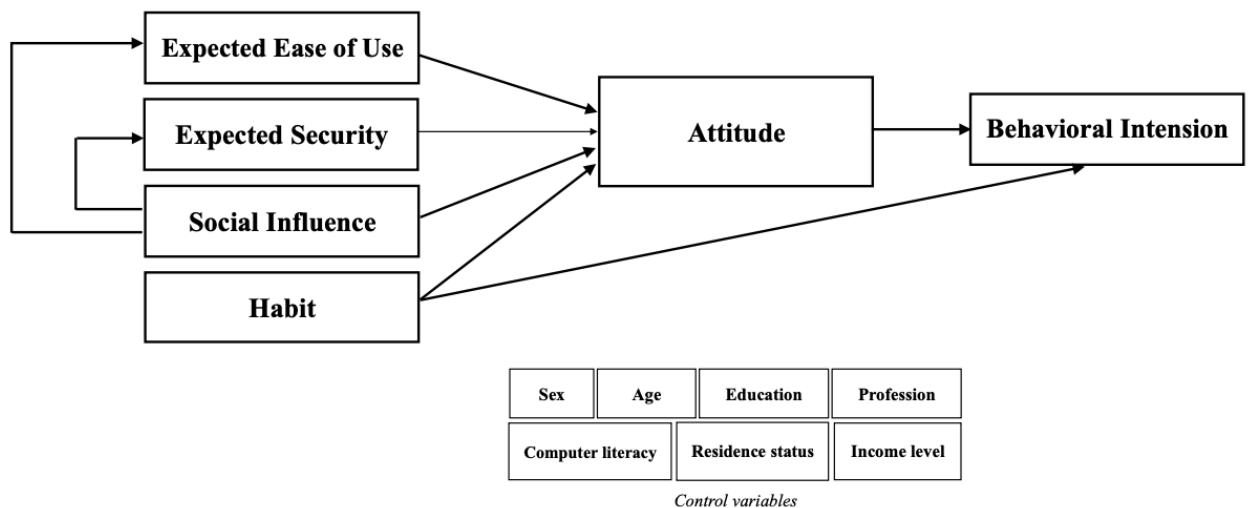 Expected Ease of Use
Expected Security
Attitude
Behavioral Intension
Social Influence
Habit
Sex
Age
Education
Profession
Computer literacy
Residence status
Income level
Control variables